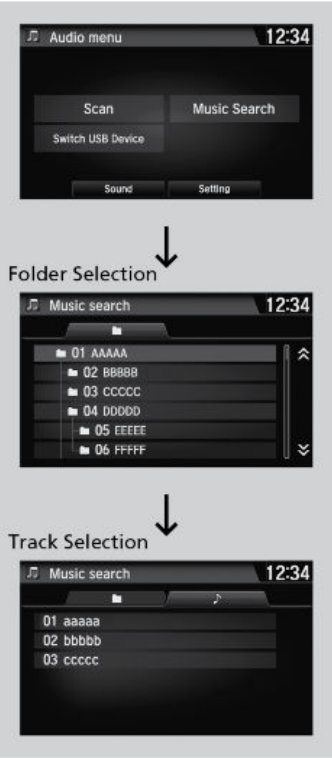 Audio menu 12:34
Scan Music Search
Switch USB Device
Sound Setting
Folder Selection
Music search 12:34
01 AAAAA
02 BBBBB
03 CCCCC
04 DDDDD
05 EEEEE
06 FFFFF
Track Selection
Music search 12:34
01 aaaaa
02 bbbbb
03 ccccc